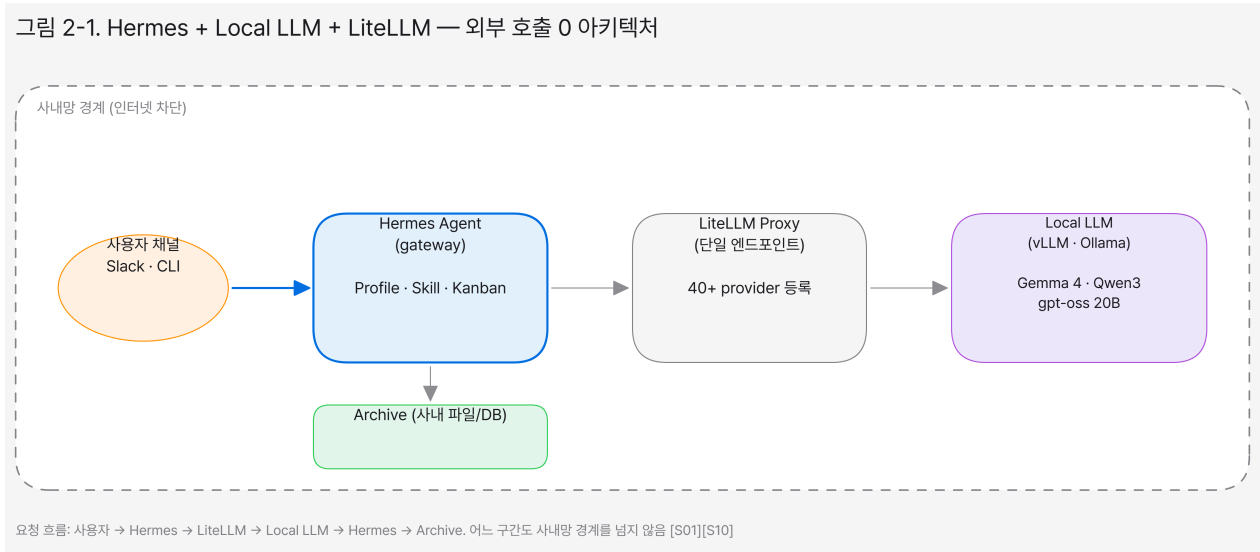 그림 2-1. Hermes + Local LLM + LiteLLM — 외부 호출 0 아키텍처
사내망 경계 (인터넷 차단)
사용자 채널
Slack · CLI
Hermes Agent
(gateway)
Profile · Skill · Kanban
LiteLLM Proxy
(단일 엔드포인트)
40+ provider 등록
Local LLM
(vLLM · Ollama)
Gemma 4 · Qwen3
gpt-oss 20B
Archive (사내 파일/DB)
요청 흐름: 사용자 → Hermes → LiteLLM → Local LLM → Hermes → Archive. 어느 구간도 사내망 경계를 넘지 않음 [S01][S10]